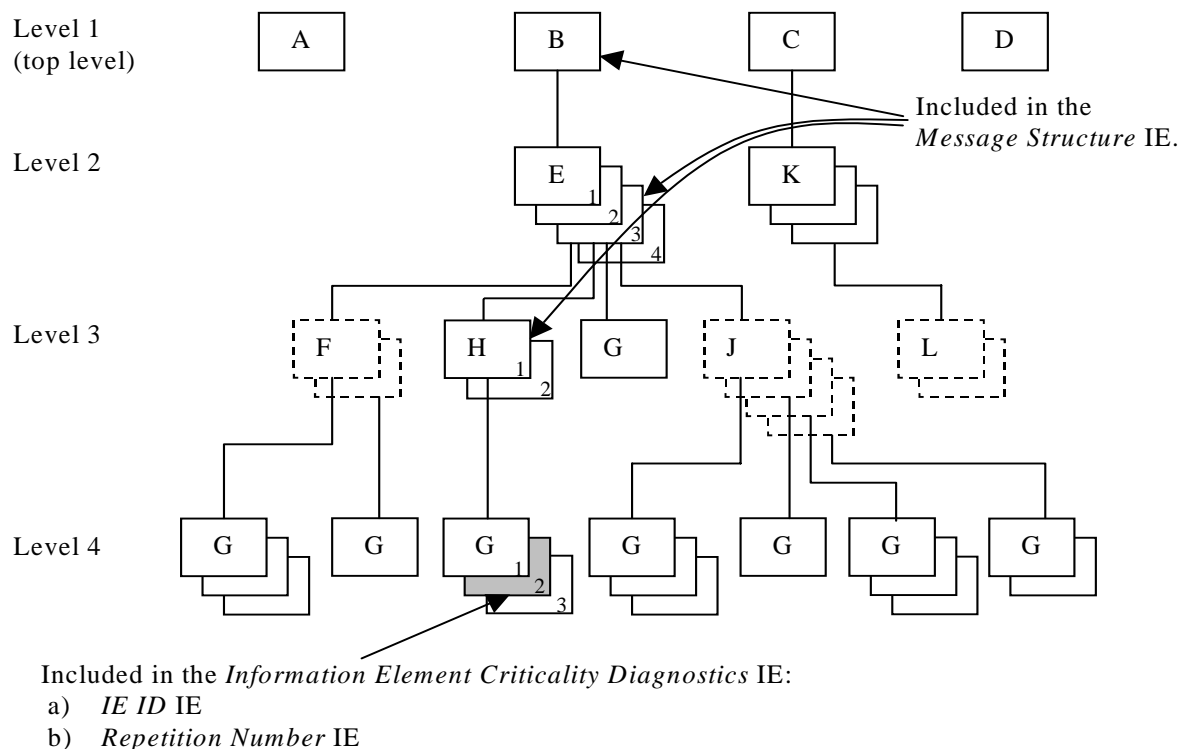 Level 1
(top level)
A
B
C
D
Included in the
Message Structure IE.
Level 2
E
1
2
3
4
K
Level 3
F
H
1
2
G
J
L
Level 4
G
G
G
1
2
3
G
G
G
G
Included in the Information Element Criticality Diagnostics IE:
a) IE ID IE
b) Repetition Number IE